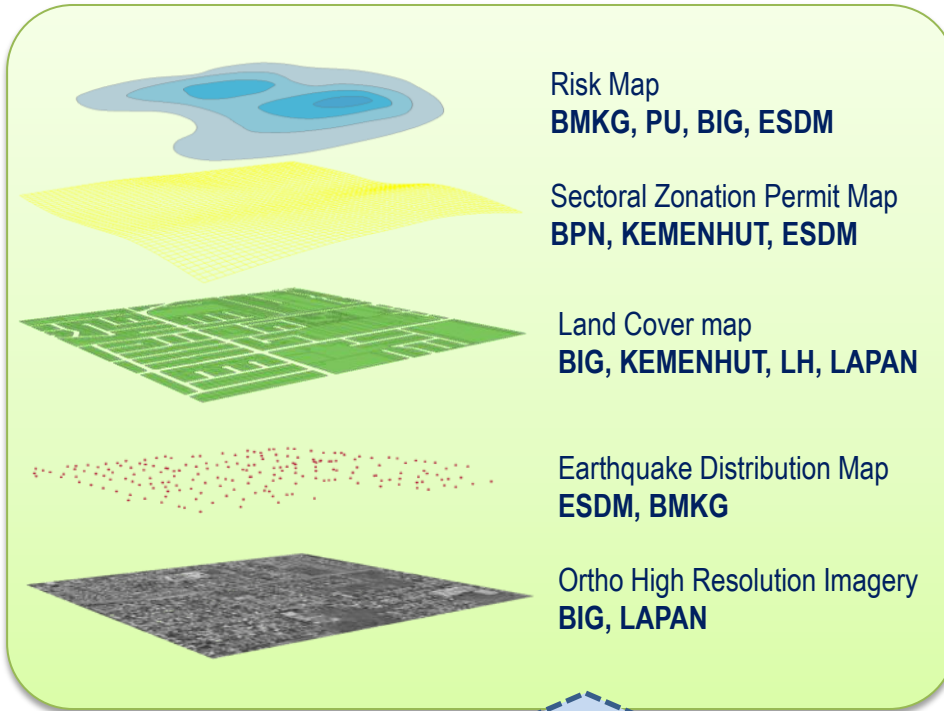 Risk Map
BMKG, PU, BIG, ESDM
Sectoral Zonation Permit Map
BPN, KEMENHUT, ESDM
Land Cover map
BIG, KEMENHUT, LH, LAPAN
Earthquake Distribution Map
ESDM, BMKG
Ortho High Resolution Imagery
BIG, LAPAN